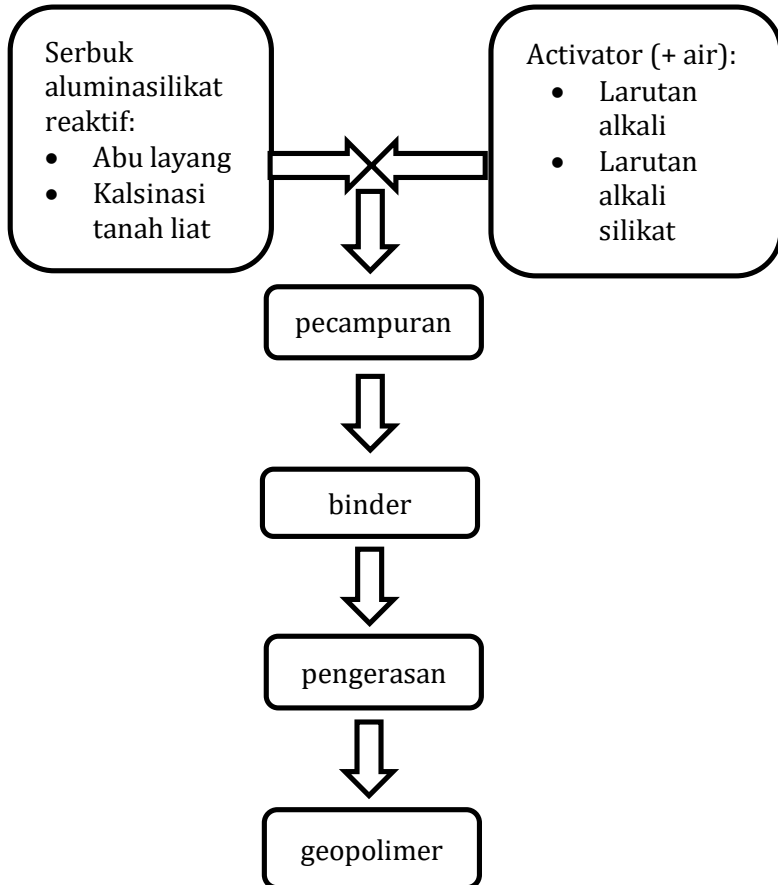 Serbuk
aluminasilikat
reaktif:
• Abu layang
• Kalsinasi
tanah liat
Activator (+ air):
• Larutan
alkali
• Larutan
alkali
silikat
pecampuran
binder
pengerasan
geopolimer